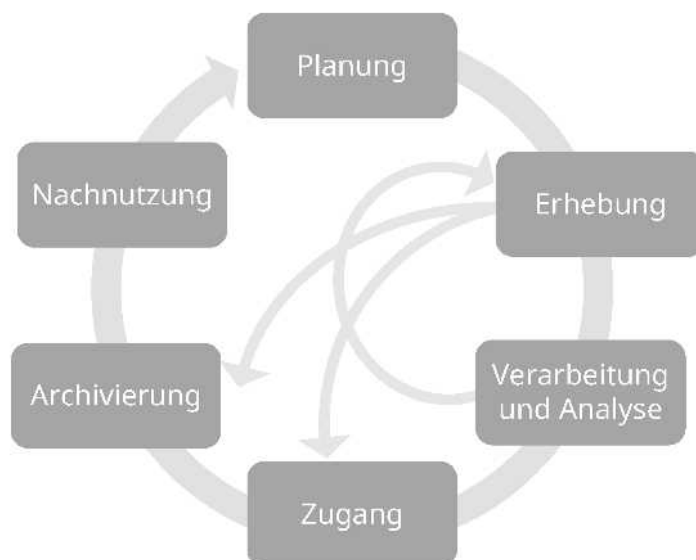 Planung
Erhebung
Verarbeitung
und Analyse
Zugang
Archivierung
Nachnutzung